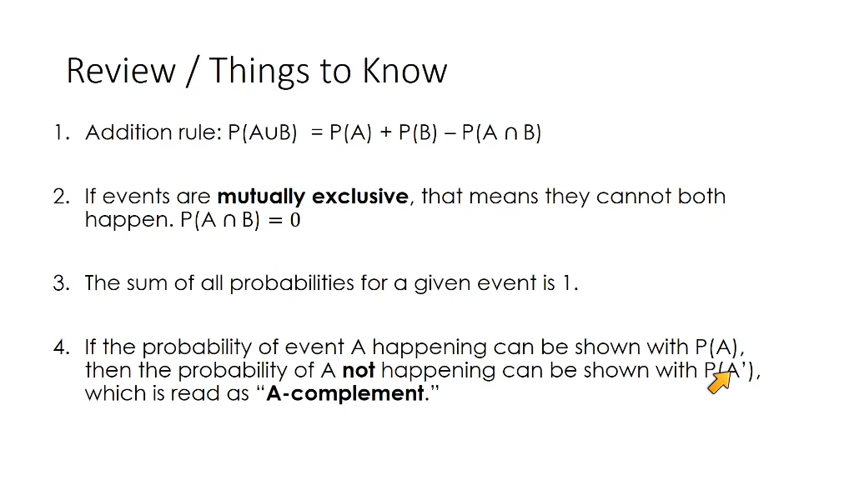 Review / Things to Know
1. Addition rule: P(A∪B) = P(A) + P(B) – P(A ∩ B)
2. If events are mutually exclusive, that means they cannot both
happen. P(A ∩ B) = 0
3. The sum of all probabilities for a given event is 1.
4. If the probability of event A happening can be shown with P(A),
then the probability of A not happening can be shown with P(A’),
which is read as “A-complement.”